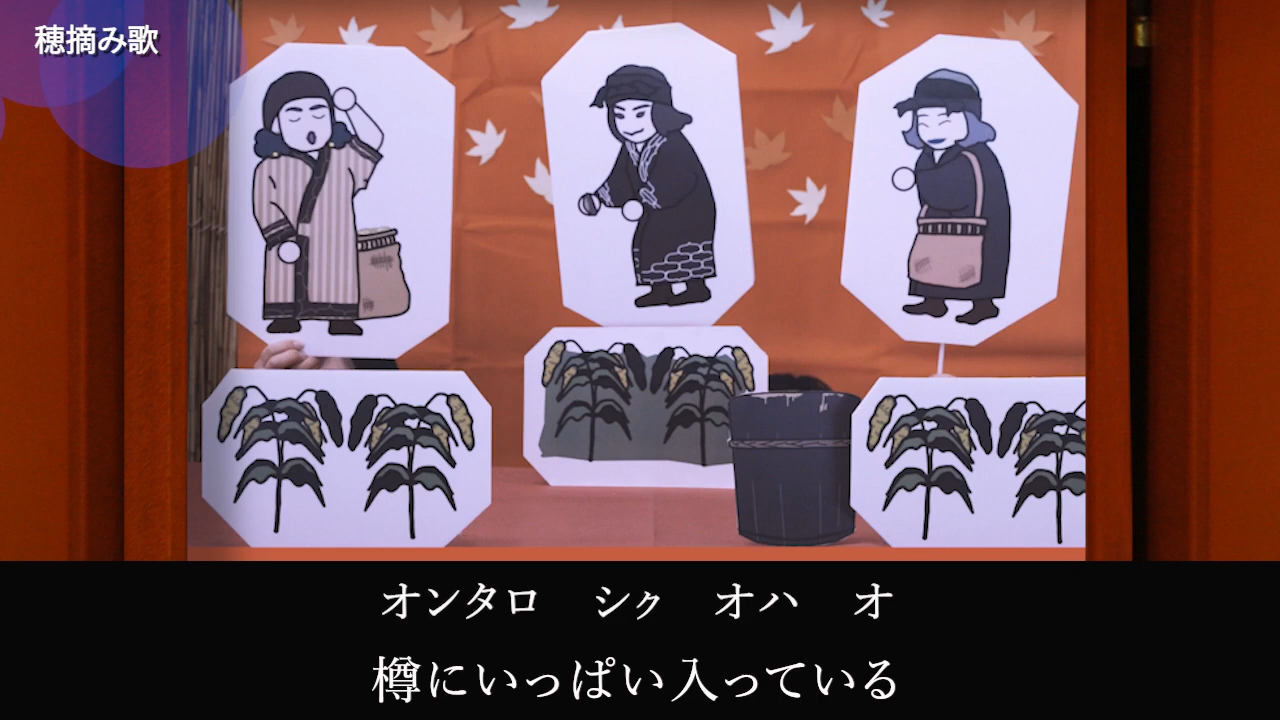 穂摘み歌
オンタロ　シㇰ　オハ　オ
樽にいっぱい入っている